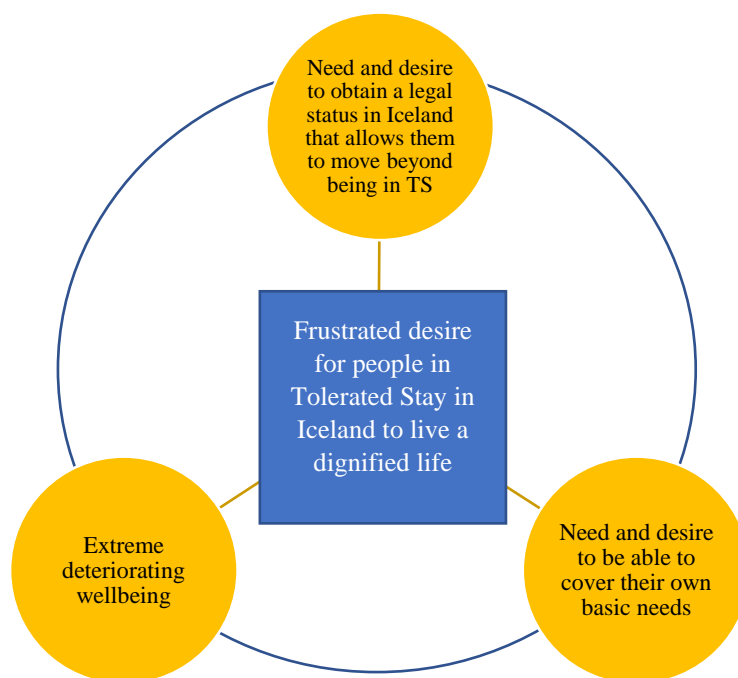 Need and desire
to obtain a legal
status in Iceland
that allows them
to move beyond
being in TS
Frustrated desire
for people in
Tolerated Stay in
Iceland to live a
dignified life
Extreme
deteriorating
wellbeing
Need and desire
to be able to
cover their own
basic needs